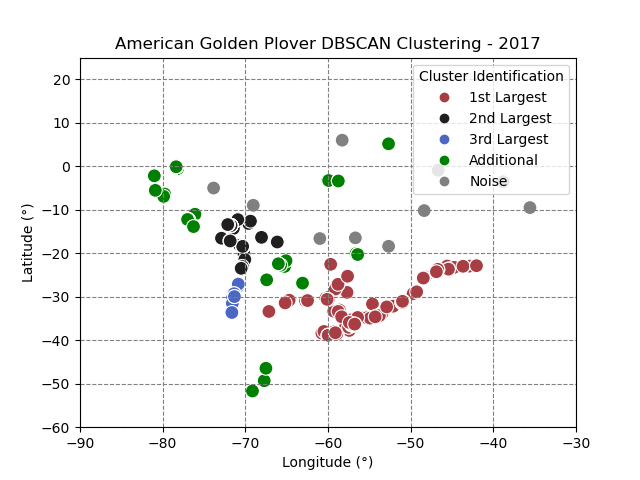 American Golden Plover DBSCAN Clustering - 2017
Cluster Identification
1st Largest
2nd Largest
3rd Largest
Additional
Noise
20
10
0
−10
−20
−30
−40
−50
−60
Latitude (°)
−90 −80 −70 −60 −50 −40 −30
Longitude (°)